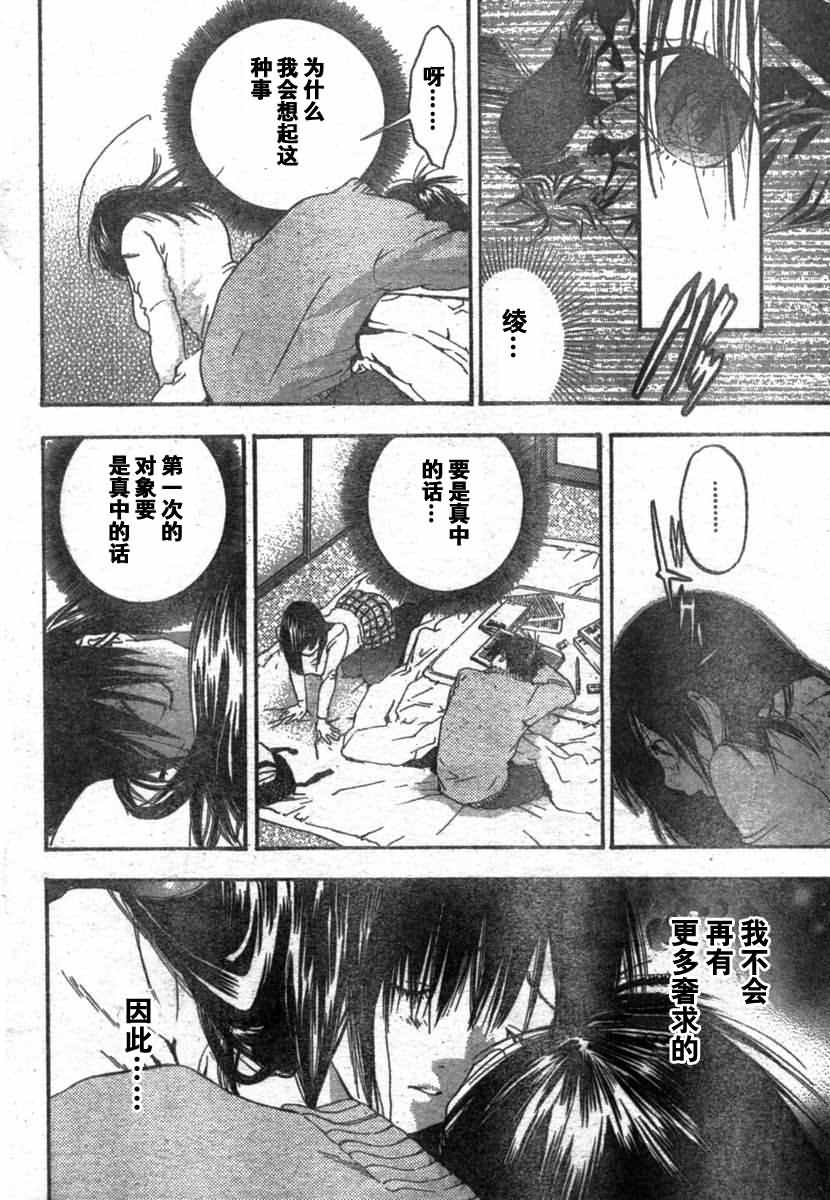 绫…
呀……
为什么
我会想起这
种事
………
要是真中
的话…
第一次的
对象要
是真中的话
我不会
再有
更多奢求的
因此……